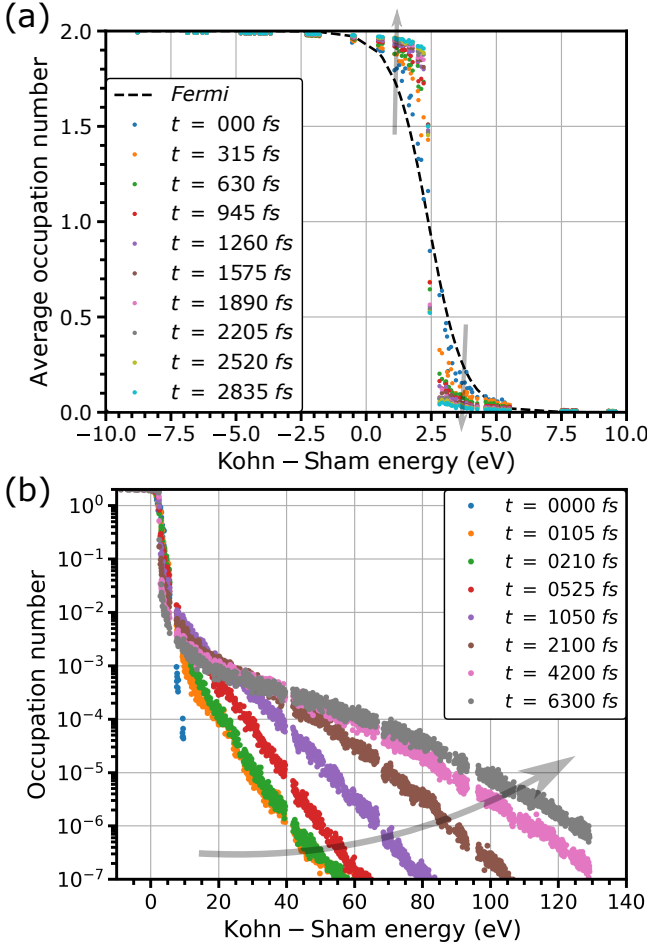 (a)
2.0
1.5
1.0
0.5
0.0
Average occupation number
Fermi
t = 000 fs
t = 315 fs
t = 630 fs
t = 945 fs
t = 1260 fs
t = 1575 fs
t = 1890 fs
t = 2205 fs
t = 2520 fs
t = 2835 fs
−10.0 −7.5 −5.0 −2.5 0.0 2.5 5.0 7.5 10.0
Kohn − Sham energy (eV)
(b)
10⁰
10⁻¹
10⁻²
10⁻³
10⁻⁴
10⁻⁵
10⁻⁶
10⁻⁷
Occupation number
t = 0000 fs
t = 0105 fs
t = 0210 fs
t = 0525 fs
t = 1050 fs
t = 2100 fs
t = 4200 fs
t = 6300 fs
0 20 40 60 80 100 120 140
Kohn − Sham energy (eV)